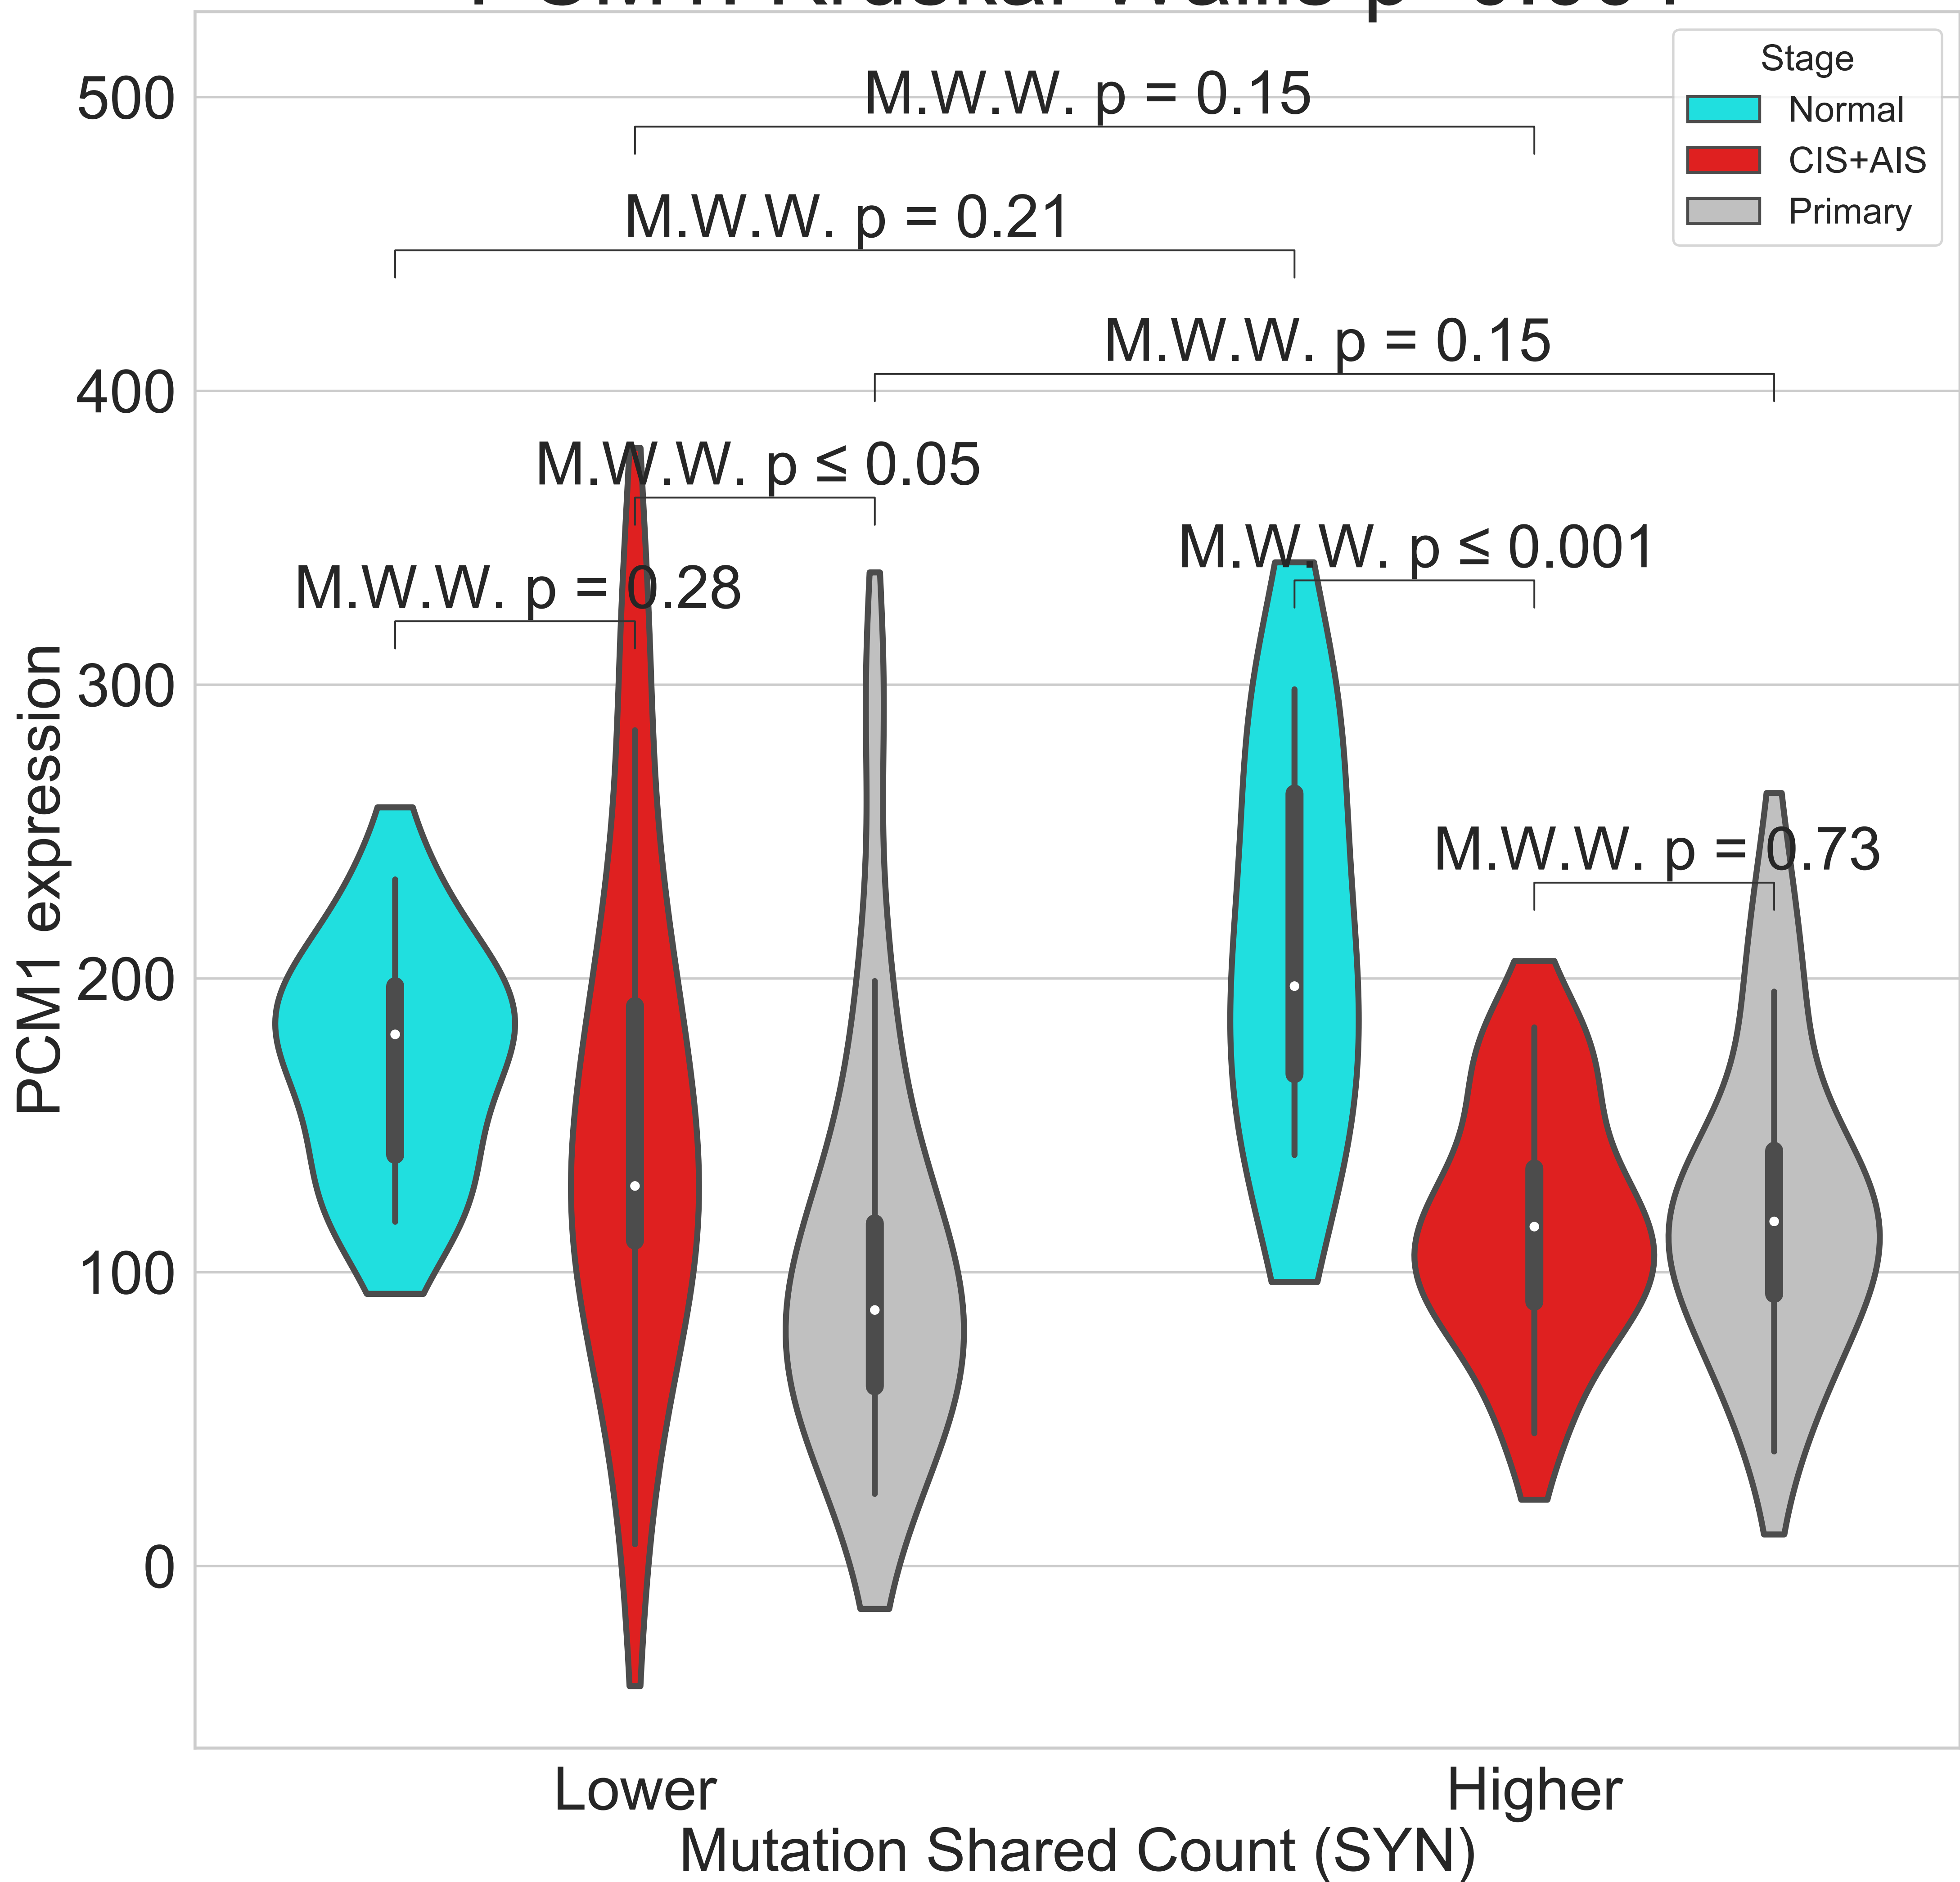 M.W.W. p = 0.15
Stage
Normal
CIS+AIS
Primary
M.W.W. p = 0.21
M.W.W. p = 0.15
M.W.W. p ≤ 0.05
M.W.W. p ≤ 0.001
M.W.W. p = 0.28
M.W.W. p = 0.73
500
400
300
200
100
0
PCM1 expression
Lower
Higher
Mutation Shared Count (SYN)